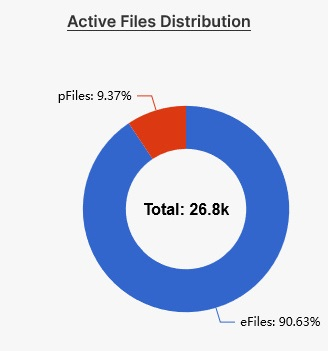 Active Files Distribution
pFiles: 9.37%
Total: 26.8k
eFiles: 90.63%